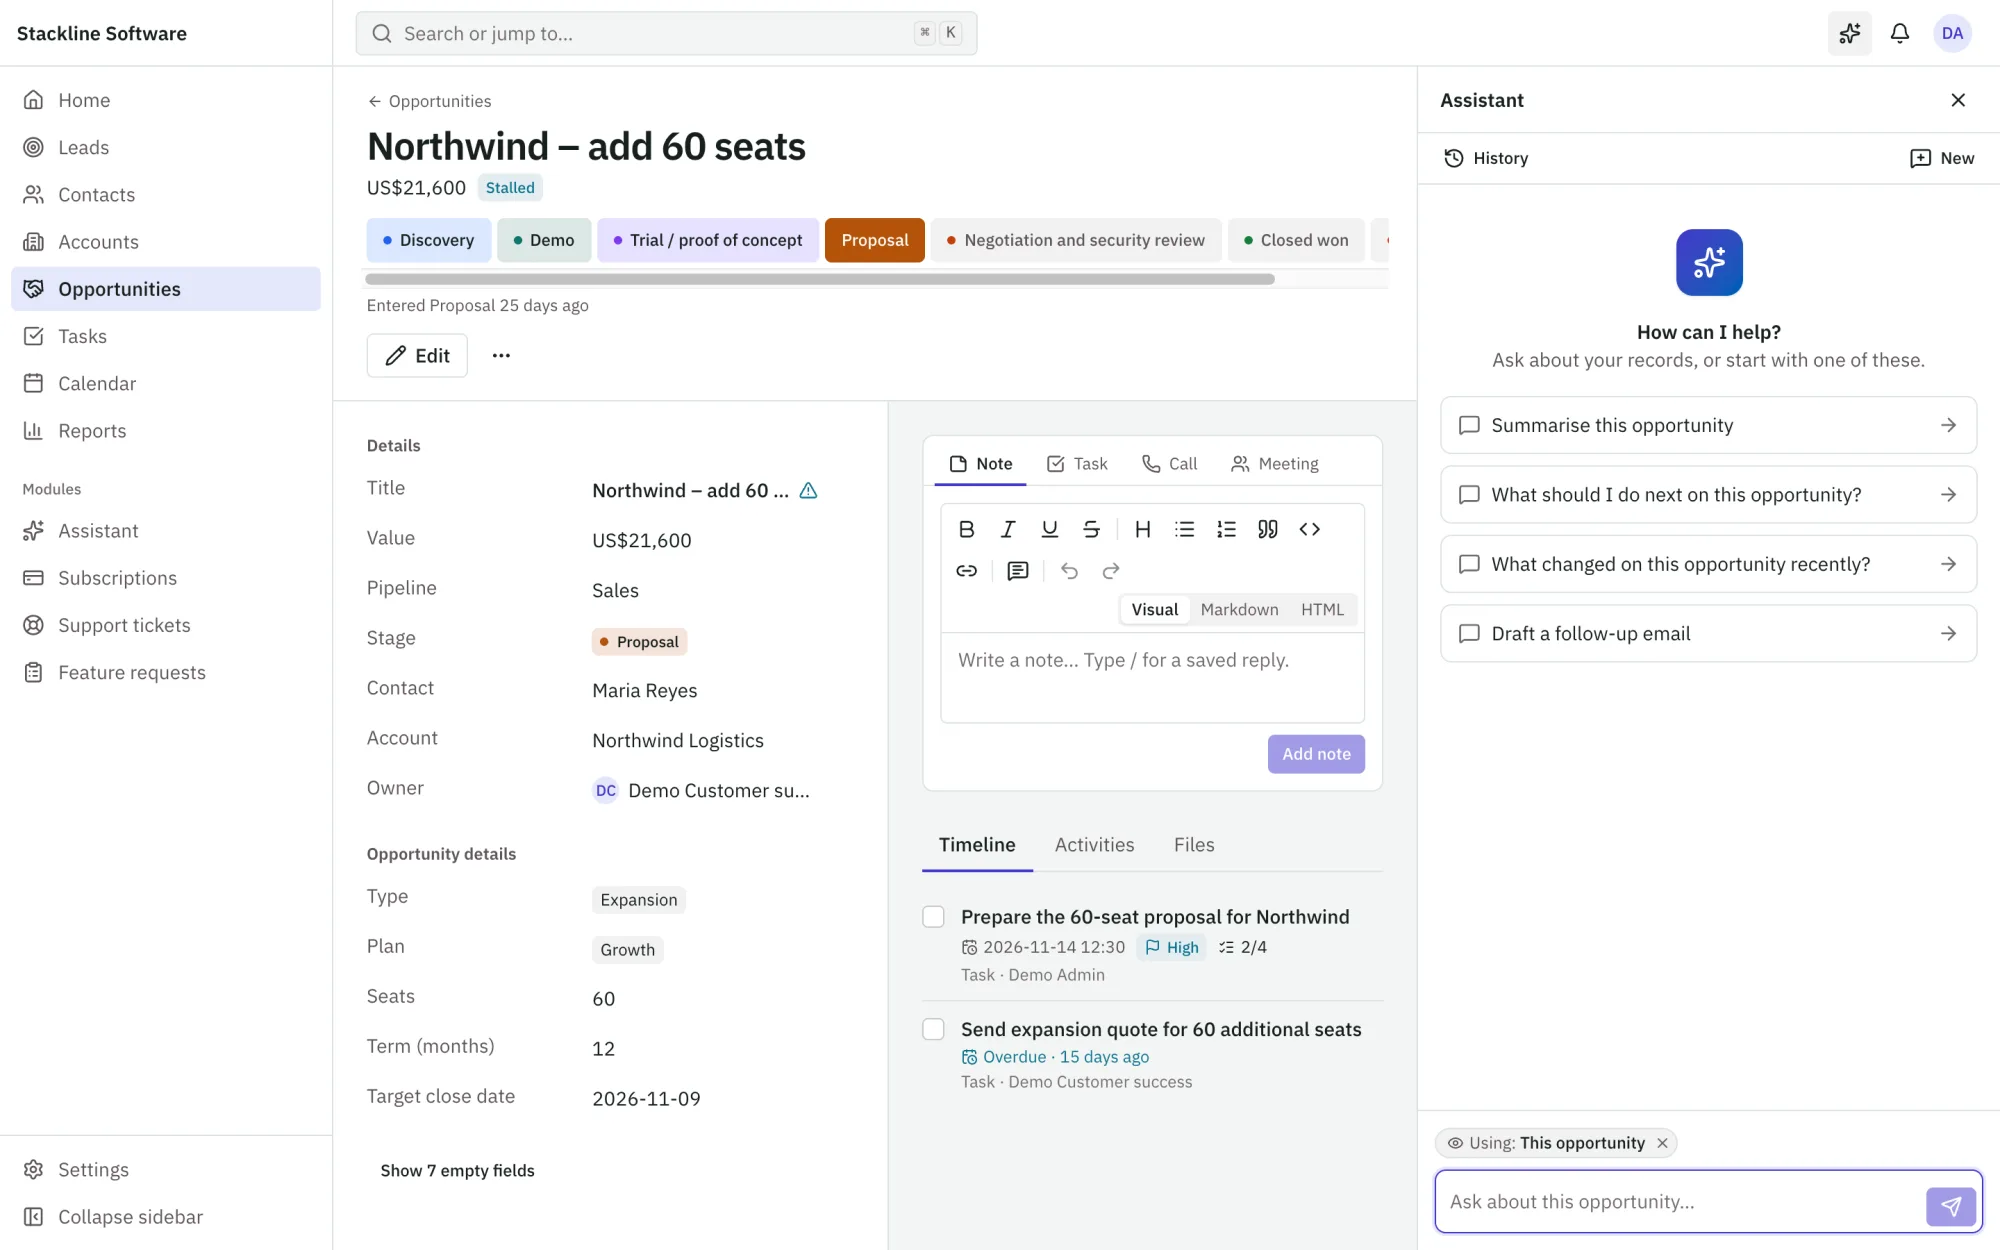 Stackline Software
Search or jump to...
⌘ K
DA
Home
Leads
Contacts
Accounts
Opportunities
Tasks
Calendar
Reports
Modules
Assistant
Subscriptions
Support tickets
Feature requests
Settings
Collapse sidebar
← Opportunities
Northwind – add 60 seats
US$21,600 Stalled
Discovery Demo Trial / proof of concept Proposal Negotiation and security review Closed won
Entered Proposal 25 days ago
Edit
Details
Title Northwind – add 60 ...
Value US$21,600
Pipeline Sales
Stage Proposal
Contact Maria Reyes
Account Northwind Logistics
Owner DC Demo Customer su...
Opportunity details
Type Expansion
Plan Growth
Seats 60
Term (months) 12
Target close date 2026-11-09
Show 7 empty fields
Note Task Call Meeting
Visual Markdown HTML
Write a note... Type / for a saved reply.
Add note
Timeline Activities Files
Prepare the 60-seat proposal for Northwind
2026-11-14 12:30 High 2/4
Task · Demo Admin
Send expansion quote for 60 additional seats
Overdue · 15 days ago
Task · Demo Customer success
Assistant
History New
How can I help?
Ask about your records, or start with one of these.
Summarise this opportunity
What should I do next on this opportunity?
What changed on this opportunity recently?
Draft a follow-up email
Using: This opportunity
Ask about this opportunity...